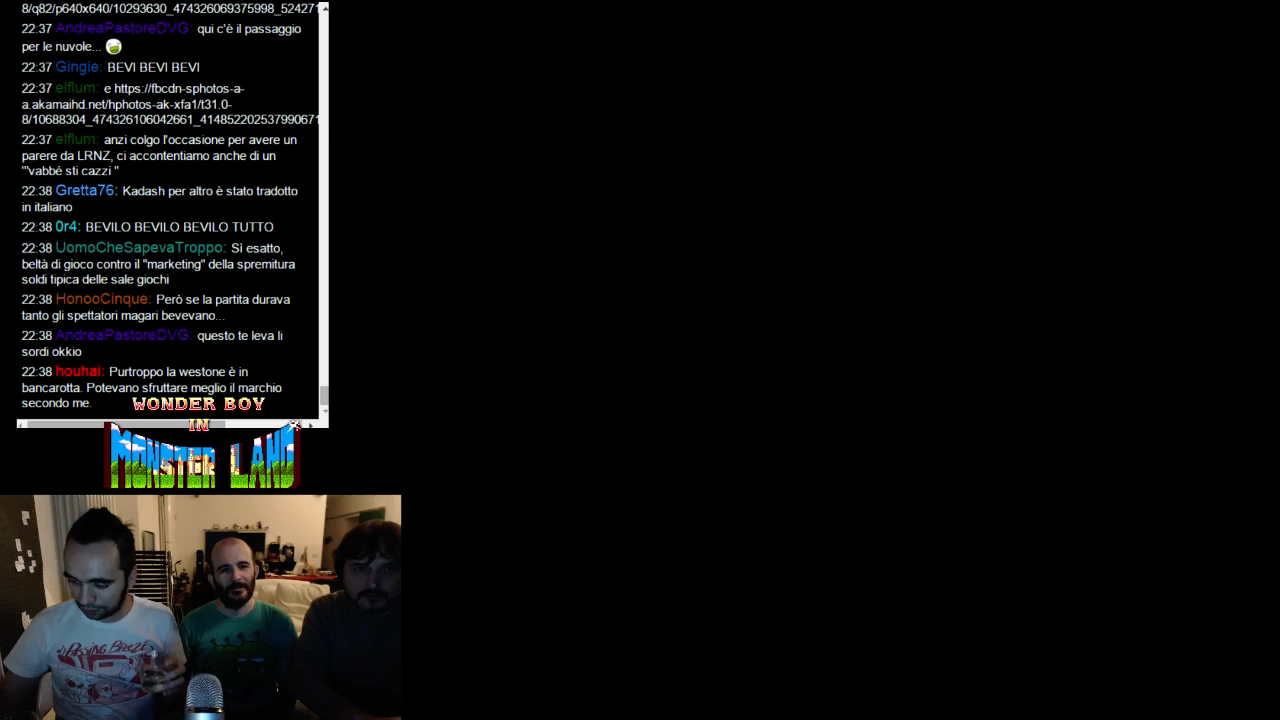 8/q82/p640x640/10293630_474326069375998_524271
22:37 AndreaPastoreDVG: qui c'è il passaggio
per le nuvole...
22:37 Gingie: BEVI BEVI BEVI
22:37 elflum: e https://fbcdn-sphotos-a-
a.akamaihd.net/hphotos-ak-xfa1/t31.0-
8/10688304_474326106042661_414852202537990671
22:37 elflum: anzi colgo l'occasione per avere un
parere da LRNZ, ci accontentiamo anche di un
'"vabbé sti cazzi "
22:38 Gretta76: Kadash per altro è stato tradotto
in italiano
22:38 0r4: BEVILO BEVILO BEVILO TUTTO
22:38 UomoCheSapevaTroppo: Sì esatto,
beltà di gioco contro il "marketing" della spremitura
soldi tipica delle sale giochi
22:38 HonooCinque: Però se la partita durava
tanto gli spettatori magari bevevano...
22:38 AndreaPastoreDVG: questo te leva li
sordi okkio
22:38 houhai: Purtroppo la westone è in
bancarotta. Potevano sfruttare meglio il marchio
secondo me.
WONDER BOY
IN
MONSTER LAND
Passing Breeze